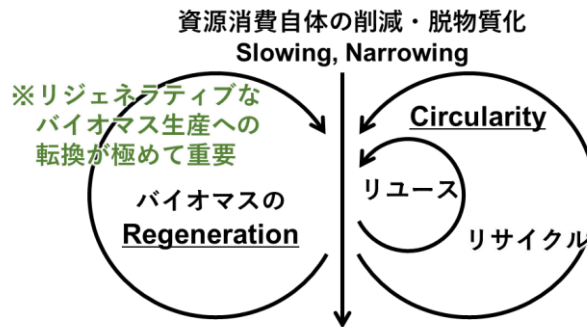 資源消費自体の削減・脱物質化
Slowing, Narrowing
※リジェネラティブな
バイオマス生産への
転換が極めて重要
バイオマスの
Regeneration
Circularity
リユース
リサイクル